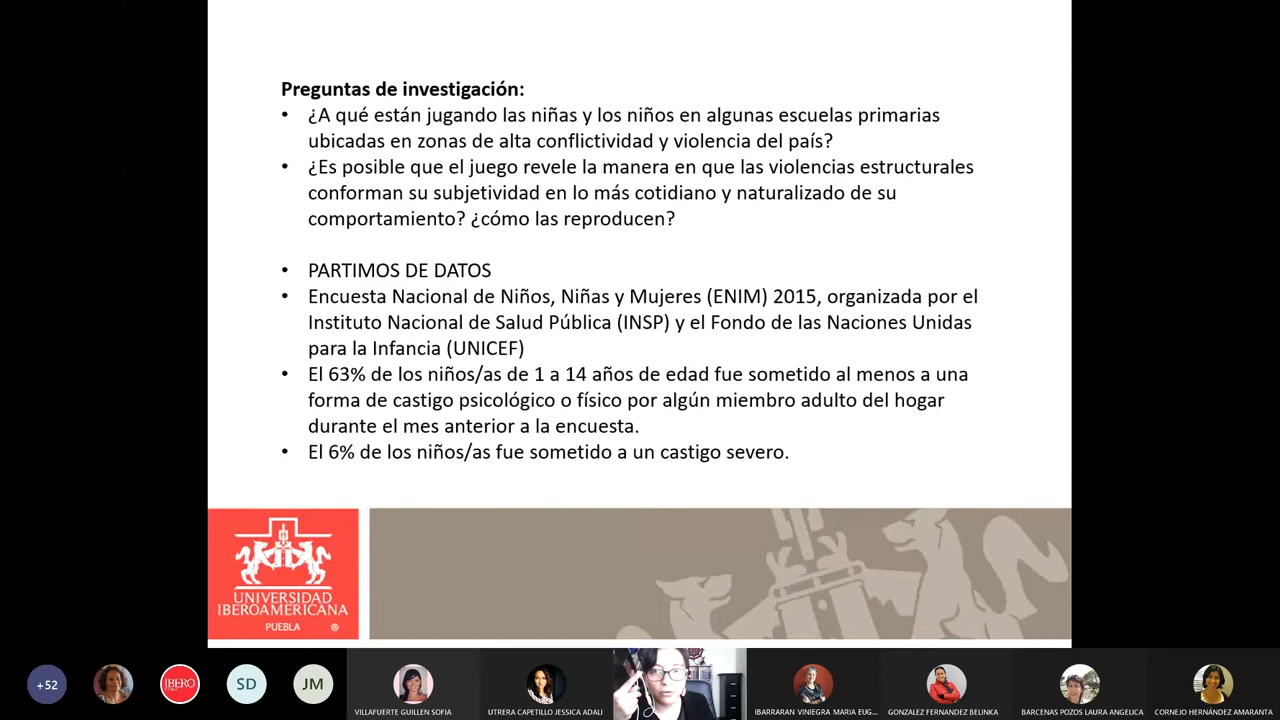 Preguntas de investigación:
• ¿A qué están jugando las niñas y los niños en algunas escuelas primarias
ubicadas en zonas de alta conflictividad y violencia del país?
• ¿Es posible que el juego revele la manera en que las violencias estructurales
conforman su subjetividad en lo más cotidiano y naturalizado de su
comportamiento? ¿cómo las reproducen?
• PARTIMOS DE DATOS
• Encuesta Nacional de Niños, Niñas y Mujeres (ENIM) 2015, organizada por el
Instituto Nacional de Salud Pública (INSP) y el Fondo de las Naciones Unidas
para la Infancia (UNICEF)
• El 63% de los niños/as de 1 a 14 años de edad fue sometido al menos a una
forma de castigo psicológico o físico por algún miembro adulto del hogar
durante el mes anterior a la encuesta.
• El 6% de los niños/as fue sometido a un castigo severo.
UNIVERSIDAD
IBEROAMERICANA
PUEBLA ®
+52
IBERO
SD
JM
VILLAFUERTE GUILLEN SOFIA
UTRERA CAPETILLO JESSICA ADALI
IBARRARAN VINIEGRA MARIA EUG...
GONZALEZ FERNANDEZ BELINKA
BARCENAS POZOS LAURA ANGELICA
CORNEJO HERNÁNDEZ AMARANTA